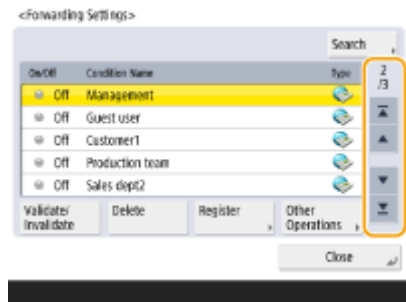 <Forwarding Settings>
Search
On/Off Condition Name Type
2
/3
Off Management
Off Guest user
Off Customer1
Off Production team
Off Sales dept2
Validate/
Invalidate
Delete
Register
Other
Operations
Close